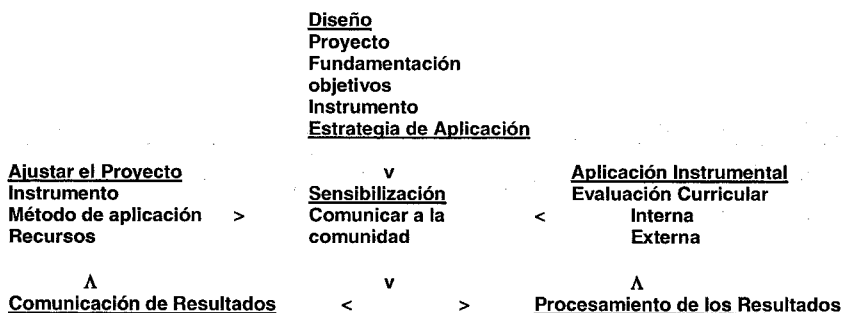 Diseño
Proyecto
Fundamentación
objetivos
Instrumento
Estrategia de Aplicación
Ajustar el Proyecto v Aplicación Instrumental
Instrumento Sensibilización Evaluación Curricular
Método de aplicación > Comunicar a la < Interna
Recursos comunidad Externa
Λ v Λ
Comunicación de Resultados < > Procesamiento de los Resultados